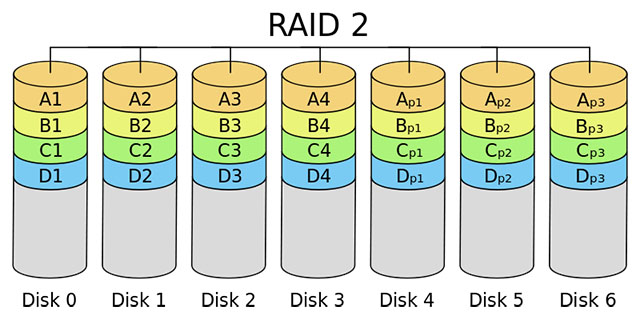 RAID 2
A1 A2 A3 A4 Ap1 Ap2 Ap3
B1 B2 B3 B4 Bp1 Bp2 Bp3
C1 C2 C3 C4 Cp1 Cp2 Cp3
D1 D2 D3 D4 Dp1 Dp2 Dp3
Disk 0 Disk 1 Disk 2 Disk 3 Disk 4 Disk 5 Disk 6